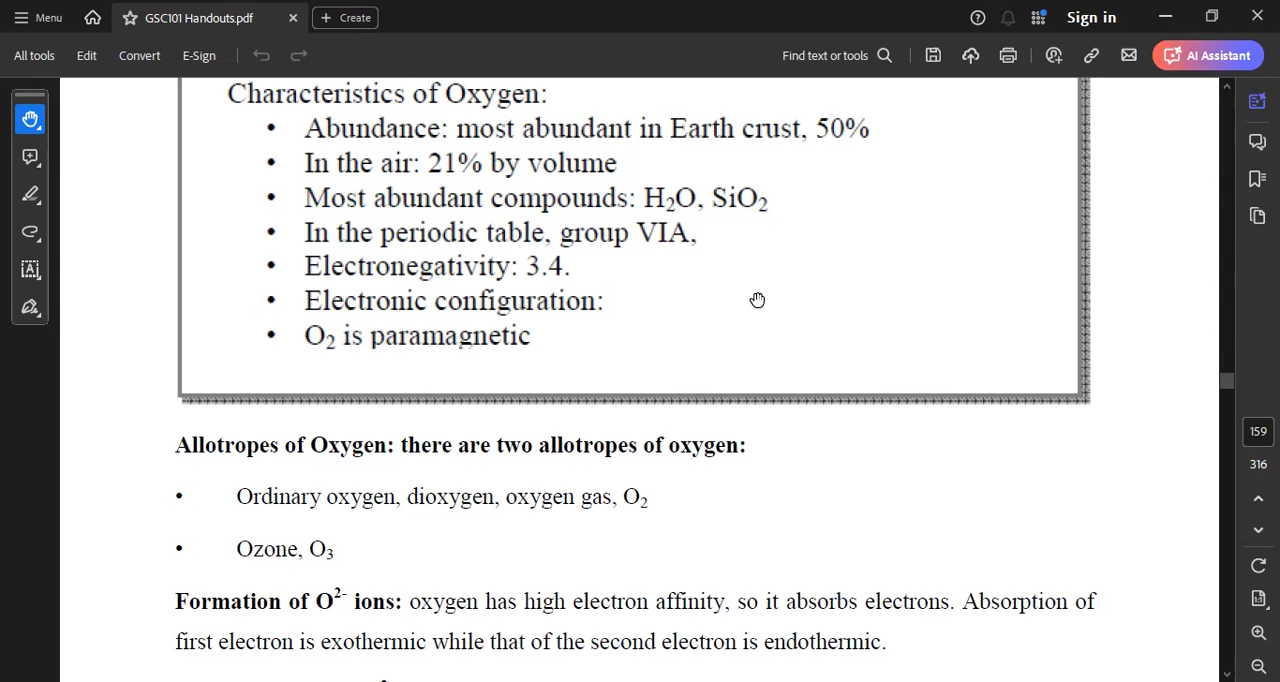 Menu
GSC101 Handouts.pdf
Create
Sign in
All tools
Edit
Convert
E-Sign
Find text or tools
AI Assistant
Characteristics of Oxygen:
• Abundance: most abundant in Earth crust, 50%
• In the air: 21% by volume
• Most abundant compounds: H₂O, SiO₂
• In the periodic table, group VIA,
• Electronegativity: 3.4.
• Electronic configuration:
• O₂ is paramagnetic
Allotropes of Oxygen: there are two allotropes of oxygen:
• Ordinary oxygen, dioxygen, oxygen gas, O₂
• Ozone, O₃
Formation of O²⁻ ions: oxygen has high electron affinity, so it absorbs electrons. Absorption of
first electron is exothermic while that of the second electron is endothermic.
159
316